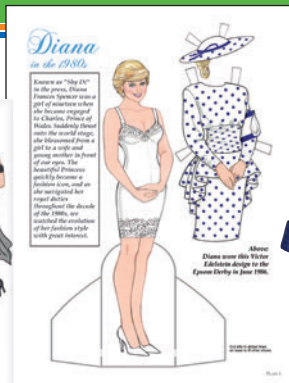 Diana
in the 1980s
Known as "Shy Di"
in the press, Diana
Frances Spencer was a
girl of nineteen when
she became engaged
to Charles, Prince of
Wales. Suddenly thrust
onto the world stage,
she blossomed from a
girl to a wife and
young mother in front
of our eyes. The
beautiful Princess
quickly became a
fashion icon, and as
she navigated her
royal duties
throughout the decade
of the 1980s, we
watched the evolution
of her fashion style
with great interest.
Above:
Diana wore this Victor
Edelstein design to the
Epsom Derby in June 1986.